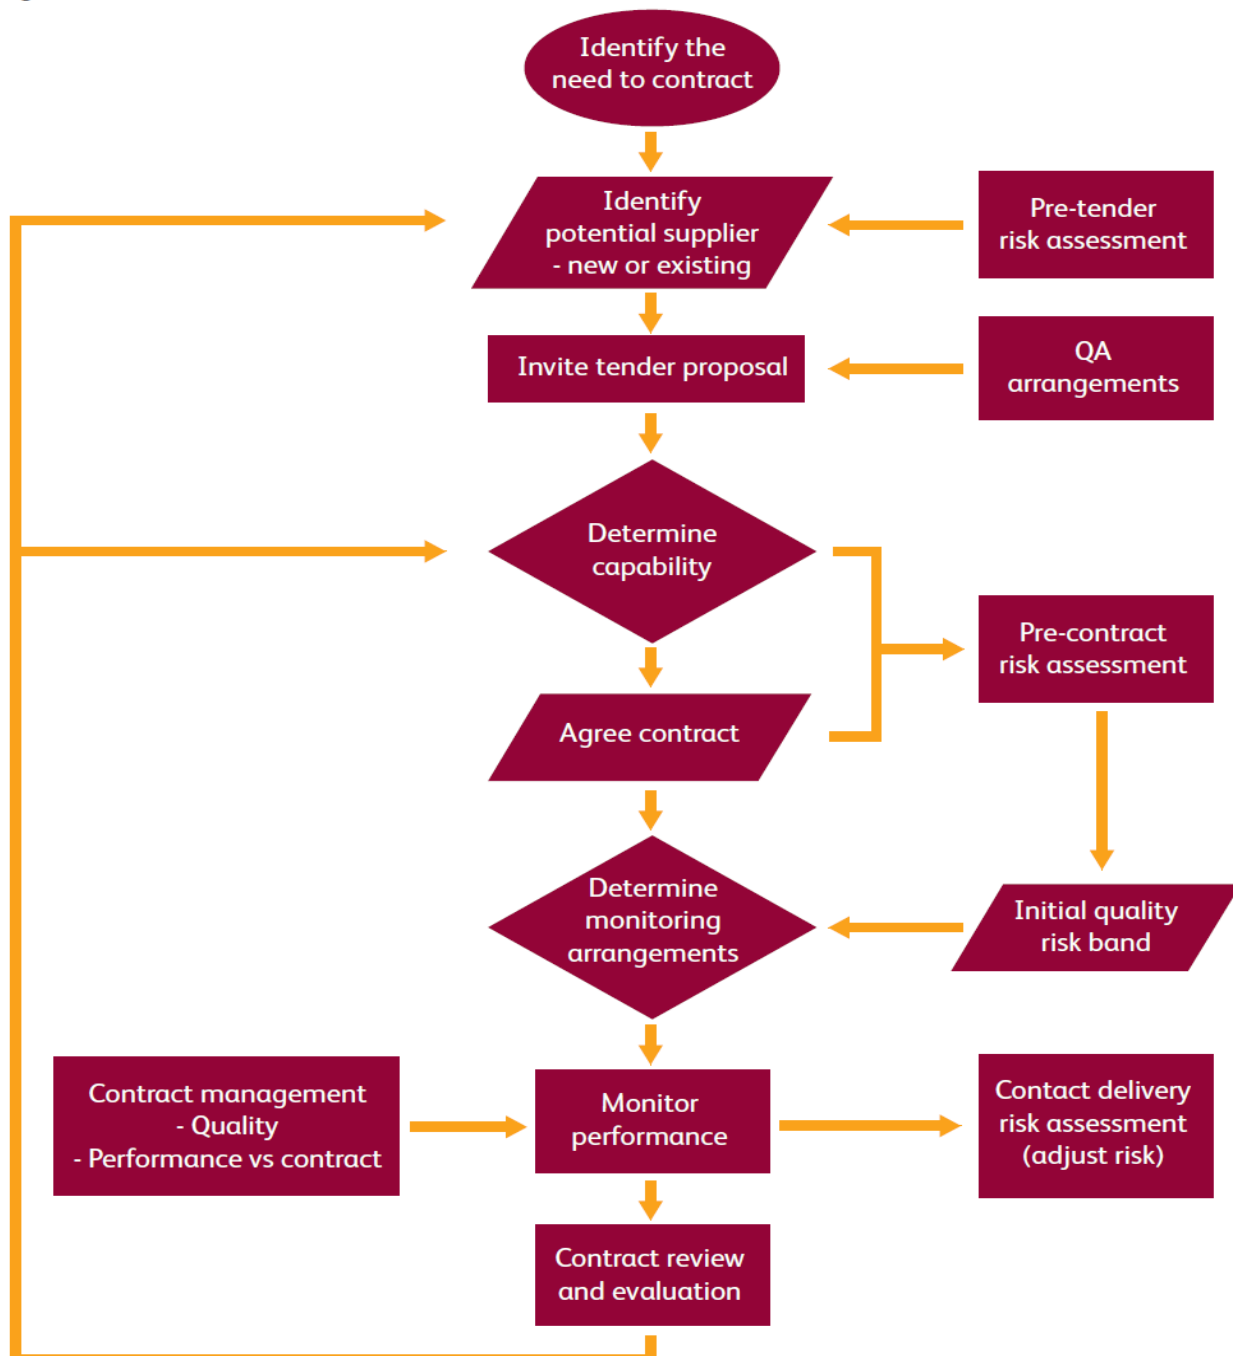 Identify the
need to contract
Identify
potential supplier
- new or existing
Pre-tender
risk assessment
Invite tender proposal
QA
arrangements
Determine
capability
Pre-contract
risk assessment
Agree contract
Determine
monitoring
arrangements
Initial quality
risk band
Contract management
- Quality
- Performance vs contract
Monitor
performance
Contact delivery
risk assessment
(adjust risk)
Contract review
and evaluation